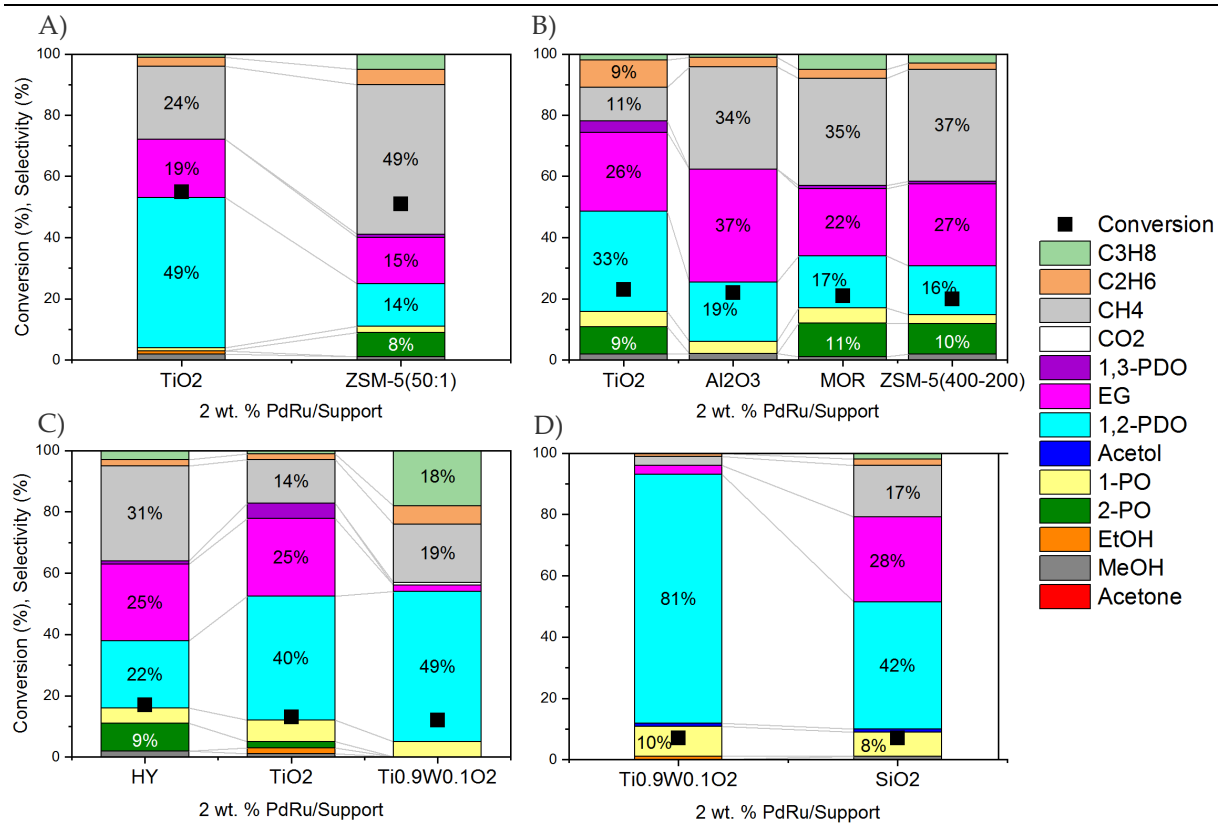 A)
B)
Conversion (%), Selectivity (%)
100
80
60
40
20
0
24%
19%
49%
49%
15%
14%
8%
TiO2
ZSM-5(50:1)
2 wt. % PdRu/Support
100
80
60
40
20
0
9%
11%
26%
33%
9%
34%
37%
19%
35%
22%
17%
11%
37%
27%
16%
10%
TiO2
Al2O3
MOR
ZSM-5(400-200)
2 wt. % PdRu/Support
Conversion
C3H8
C2H6
CH4
CO2
1,3-PDO
EG
1,2-PDO
Acetol
1-PO
2-PO
EtOH
MeOH
Acetone
C)
D)
Conversion (%), Selectivity (%)
100
80
60
40
20
0
31%
25%
22%
9%
14%
25%
40%
18%
19%
49%
HY
TiO2
Ti0.9W0.1O2
2 wt. % PdRu/Support
100
80
60
40
20
0
81%
10%
17%
28%
42%
8%
Ti0.9W0.1O2
SiO2
2 wt. % PdRu/Support